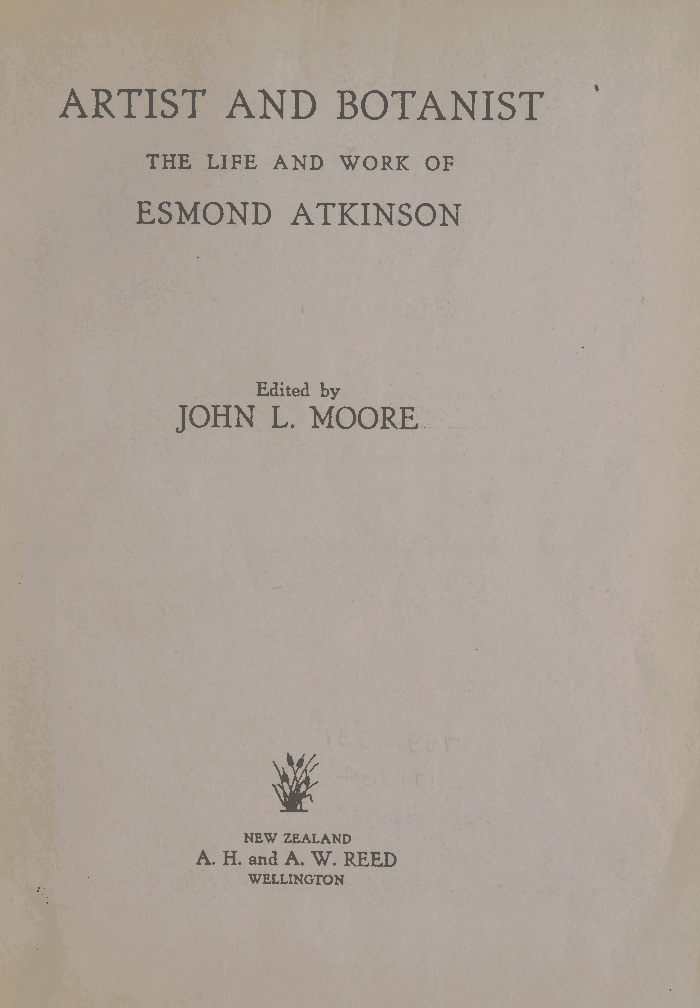 ARTIST AND BOTANIST
THE LIFE AND WORK OF
ESMOND ATKINSON
Edited by
JOHN L. MOORE
NEW ZEALAND
A. H. and A. W. REED
WELLINGTON